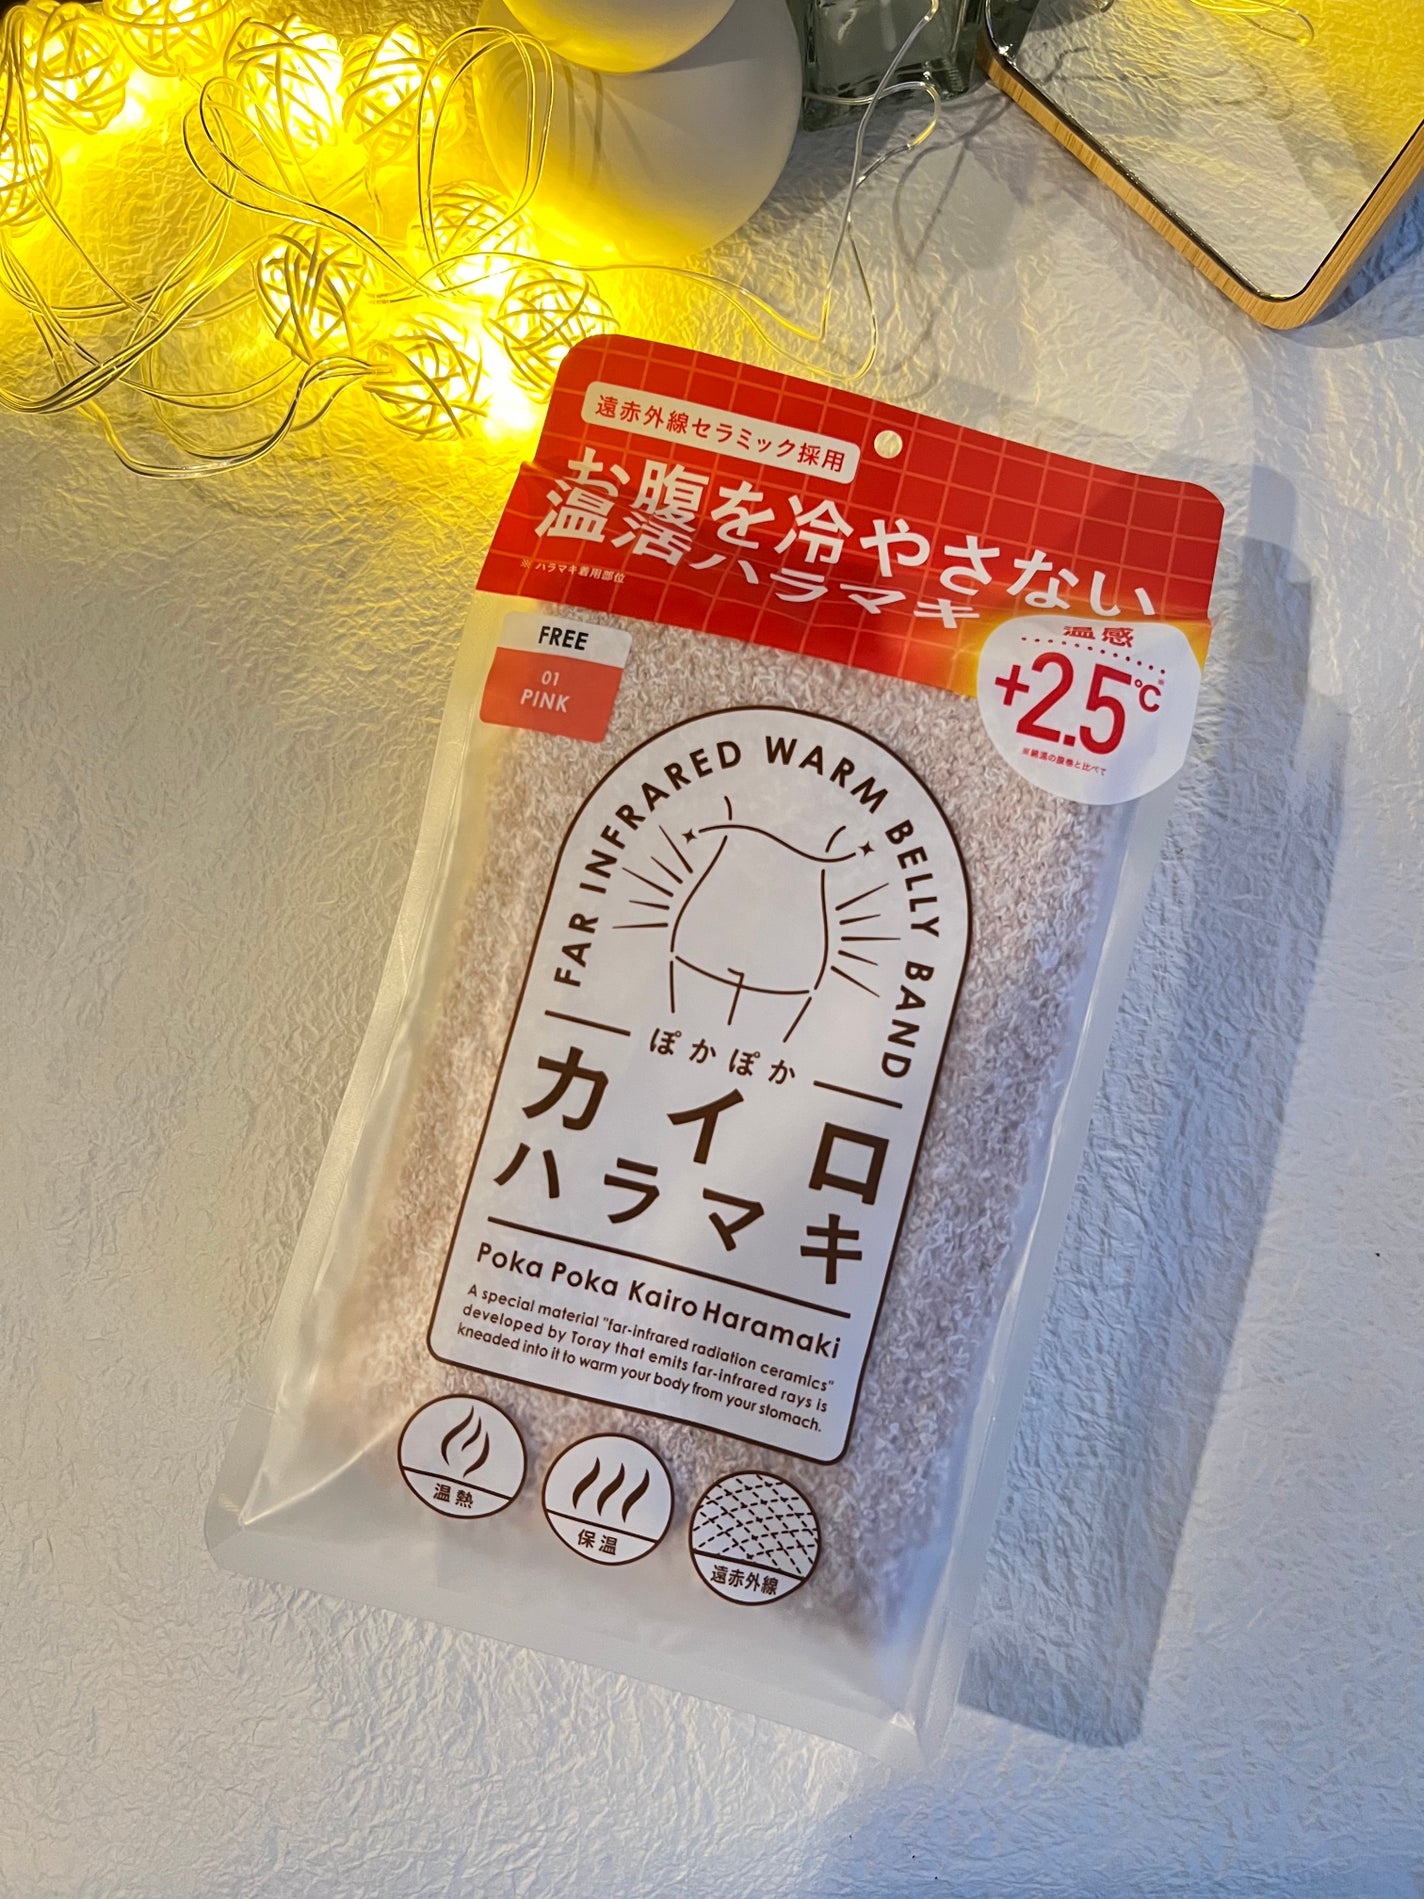 遠赤外線セラミック採用
お腹を冷やさない
温活ハラマキ
※ ハラマキ着用部位
FREE
01
PINK
温感
+2.5℃※
FAR INFRARED WARM BELLY BAND
ぽかぽか
カイロ
ハラマキ
Poka Poka Kairo Haramaki
A special material "far-infrared radiation ceramics"
developed by Toray that emits far-infrared rays is
kneaded into it to warm your body from your stomach.
温熱
保温
遠赤外線